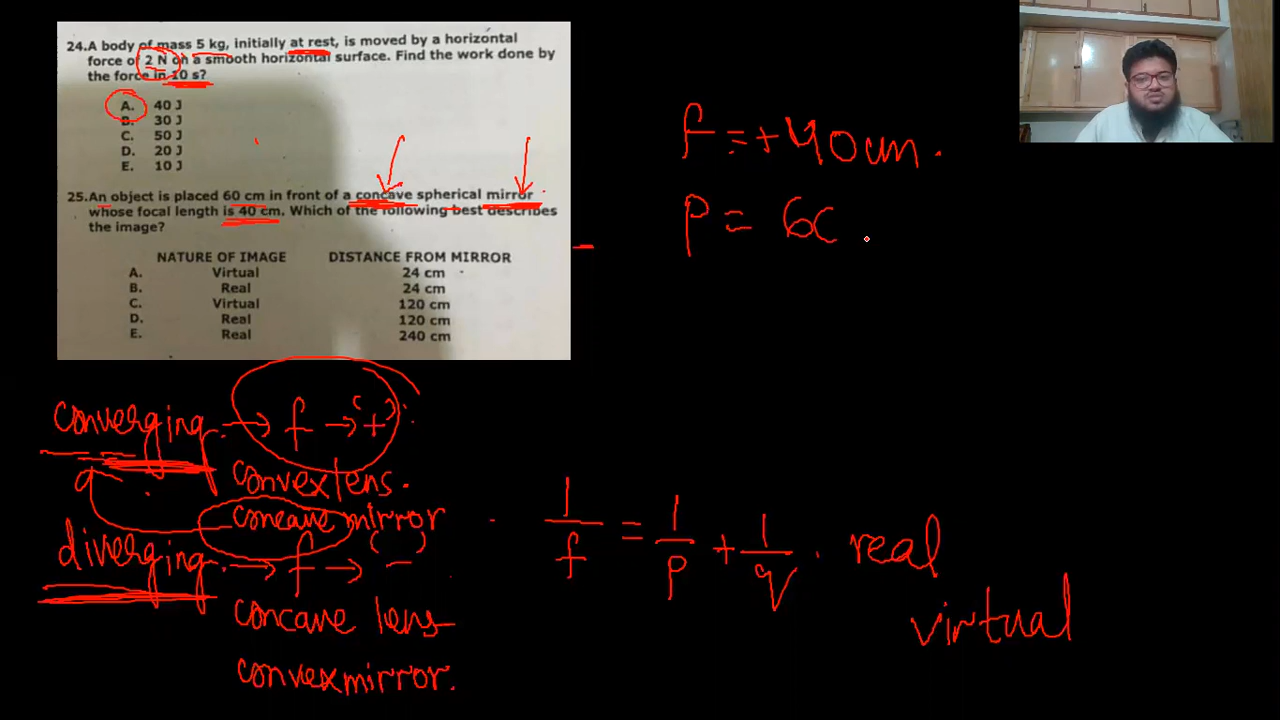 24.A body of mass 5 kg, initially at rest, is moved by a horizontal
force of 2 N on a smooth horizontal surface. Find the work done by
the force in 10 s?
A. 40 J
B. 30 J
C. 50 J
D. 20 J
E. 10 J
25.An object is placed 60 cm in front of a concave spherical mirror
whose focal length is 40 cm. Which of the following best describes
the image?
NATURE OF IMAGE DISTANCE FROM MIRROR
A. Virtual 24 cm
B. Real 24 cm
C. Virtual 120 cm
D. Real 120 cm
E. Real 240 cm
f = +40cm.
P = 60
converging → f → '+'
convex lens.
concave mirror
diverging → f → (−)
concave lens
convex mirror.
1/f = 1/p + 1/q . real
virtual